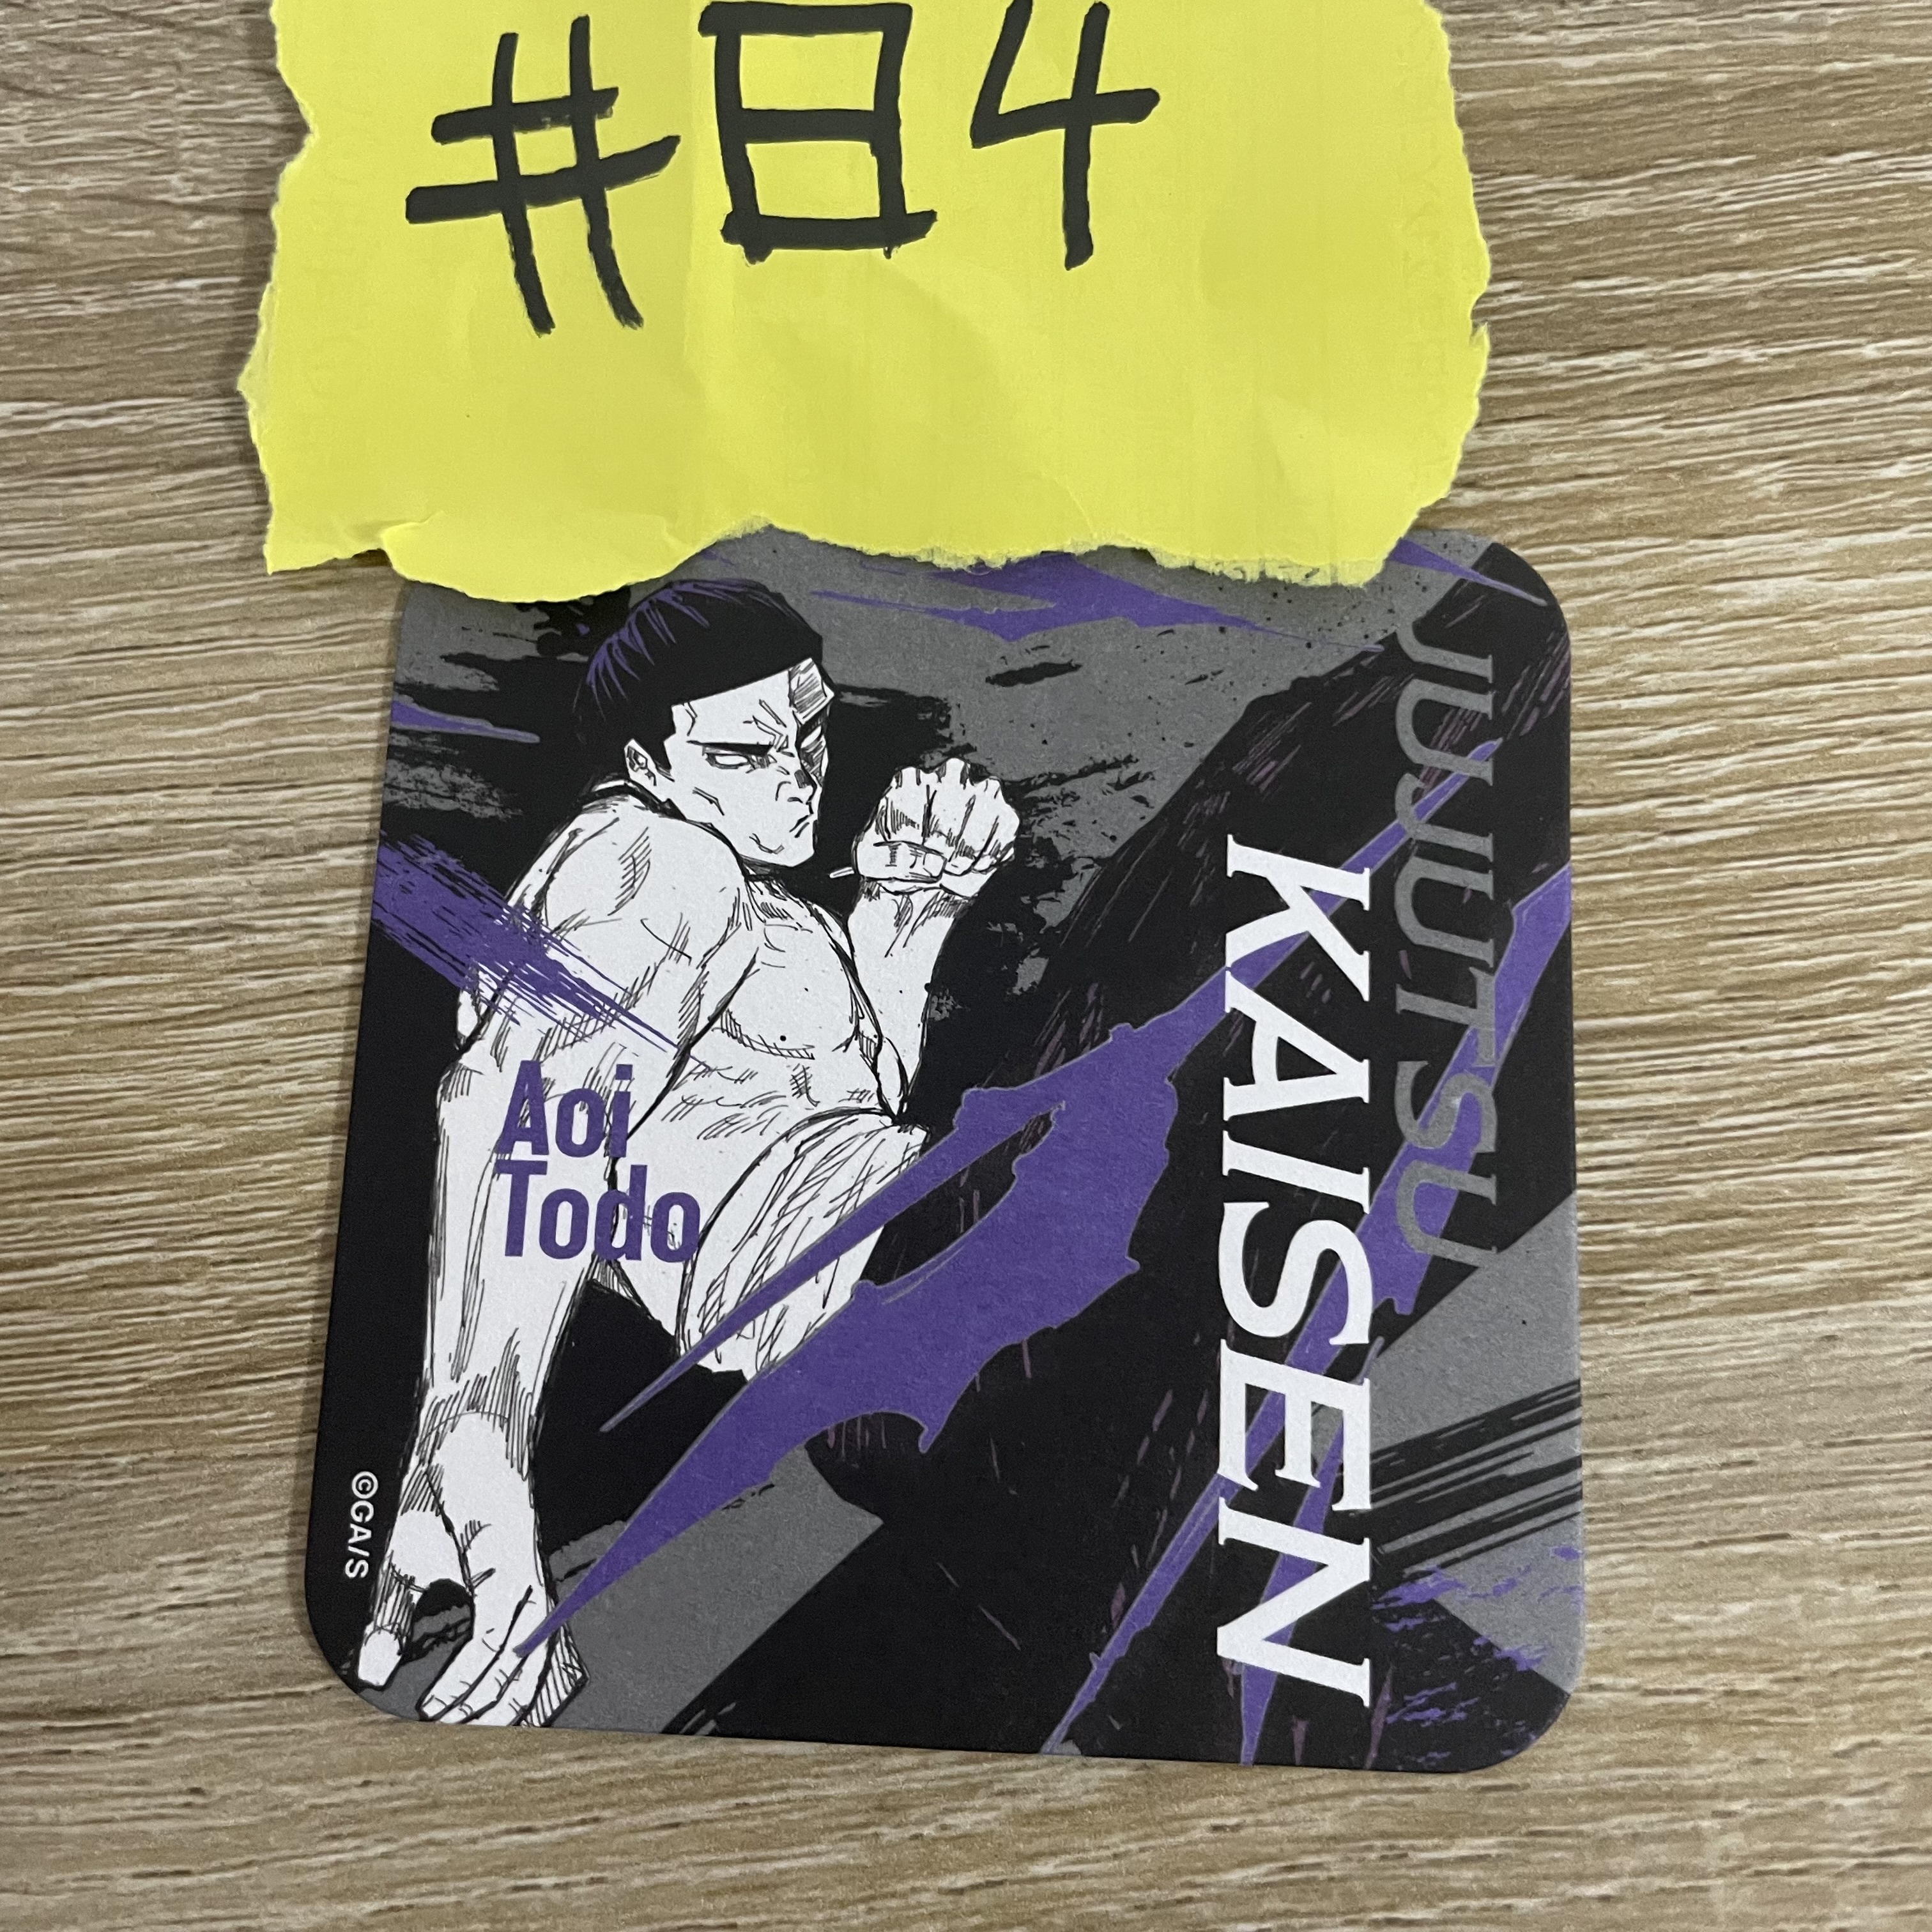 #84
JUJUTSU
KAISEN
Aoi
Todo
©GA/S